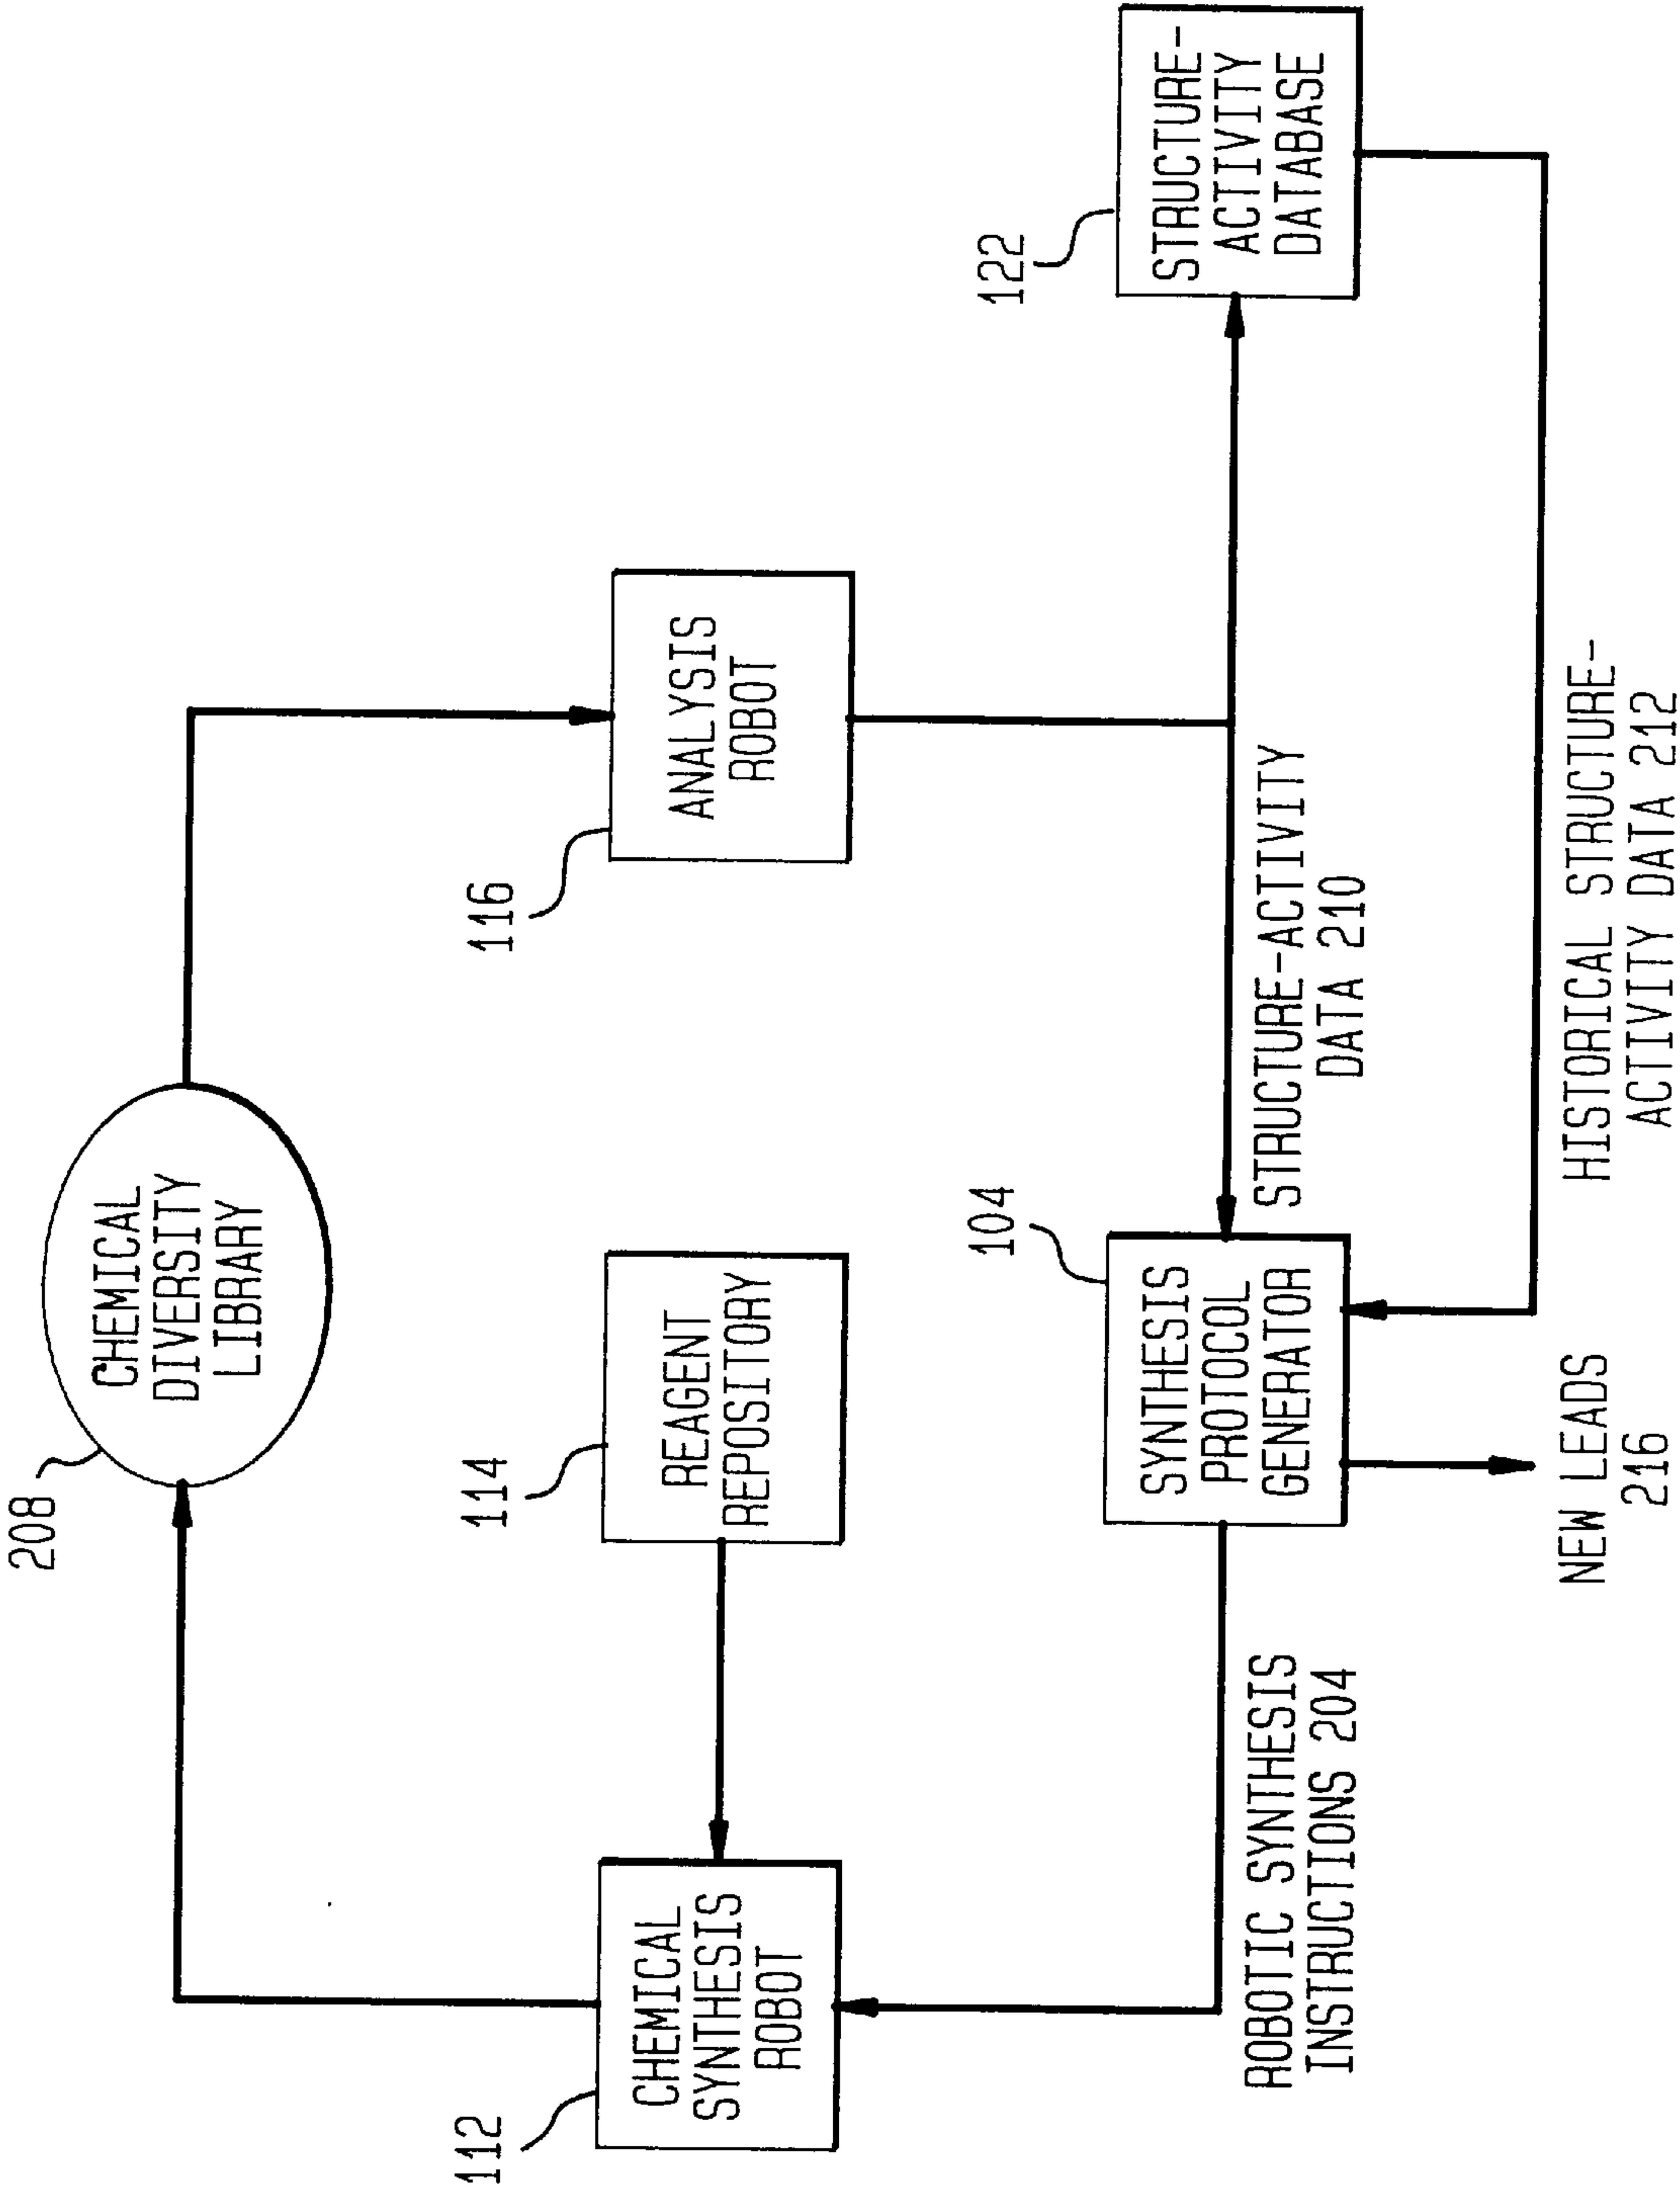 208
CHEMICAL
DIVERSITY
LIBRARY
112
CHEMICAL
SYNTHESIS
ROBOT
114
REAGENT
REPOSITORY
116
ANALYSIS
ROBOT
104
SYNTHESIS
PROTOCOL
GENERATOR
122
STRUCTURE-
ACTIVITY
DATABASE
ROBOTIC SYNTHESIS
INSTRUCTIONS 204
STRUCTURE-ACTIVITY
DATA 210
NEW LEADS
216
HISTORICAL STRUCTURE-
ACTIVITY DATA 212